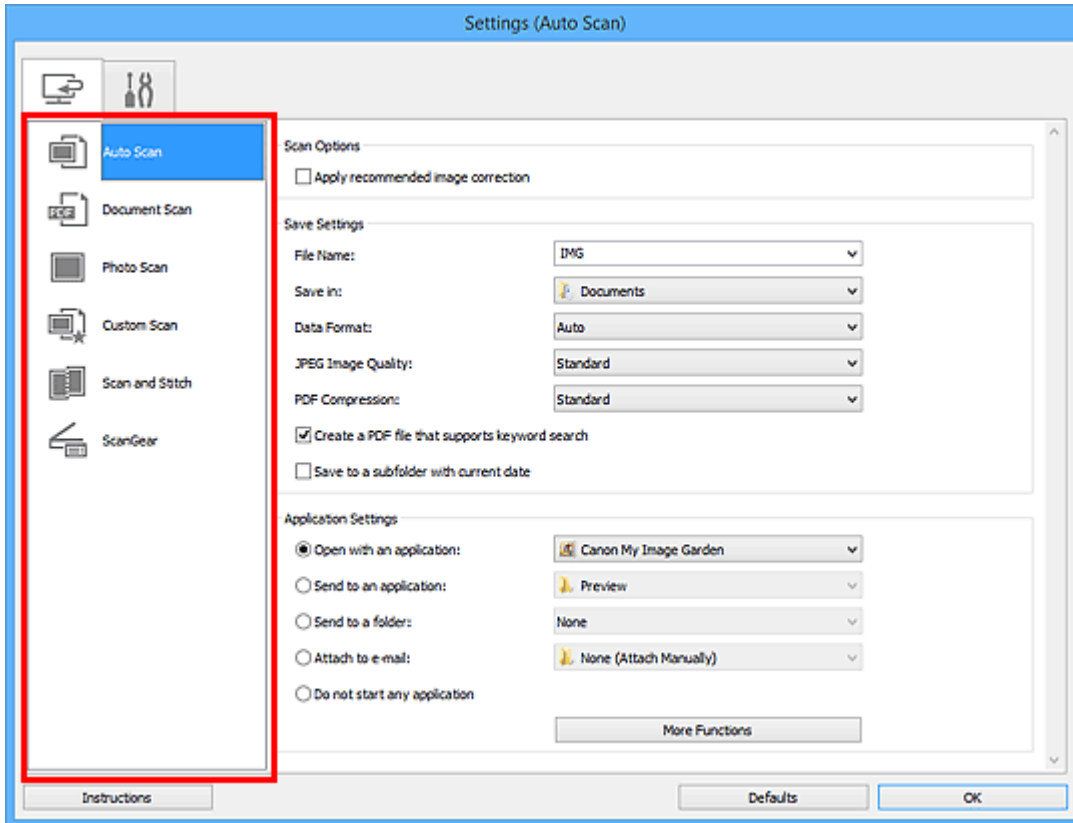 Settings (Auto Scan)
Auto Scan
Document Scan
Photo Scan
Custom Scan
Scan and Stitch
ScanGear
Scan Options
Apply recommended image correction
Save Settings
File Name: IMG
Save in: Documents
Data Format: Auto
JPEG Image Quality: Standard
PDF Compression: Standard
Create a PDF file that supports keyword search
Save to a subfolder with current date
Application Settings
Open with an application: Canon My Image Garden
Send to an application: Preview
Send to a folder: None
Attach to e-mail: None (Attach Manually)
Do not start any application
More Functions
Instructions Defaults OK